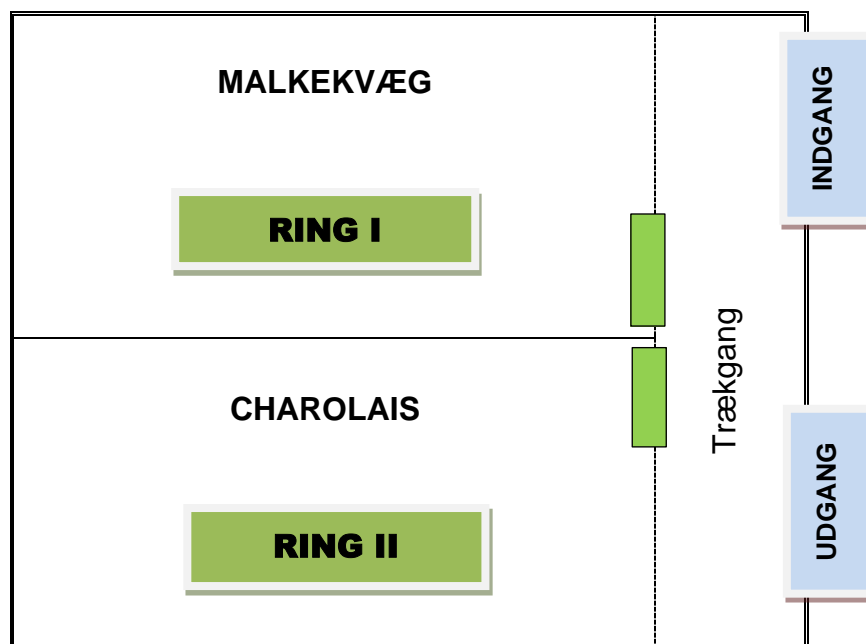 MALKEKVÆG
INDGANG
RING I
Trækgang
CHAROLAIS
UDGANG
RING II